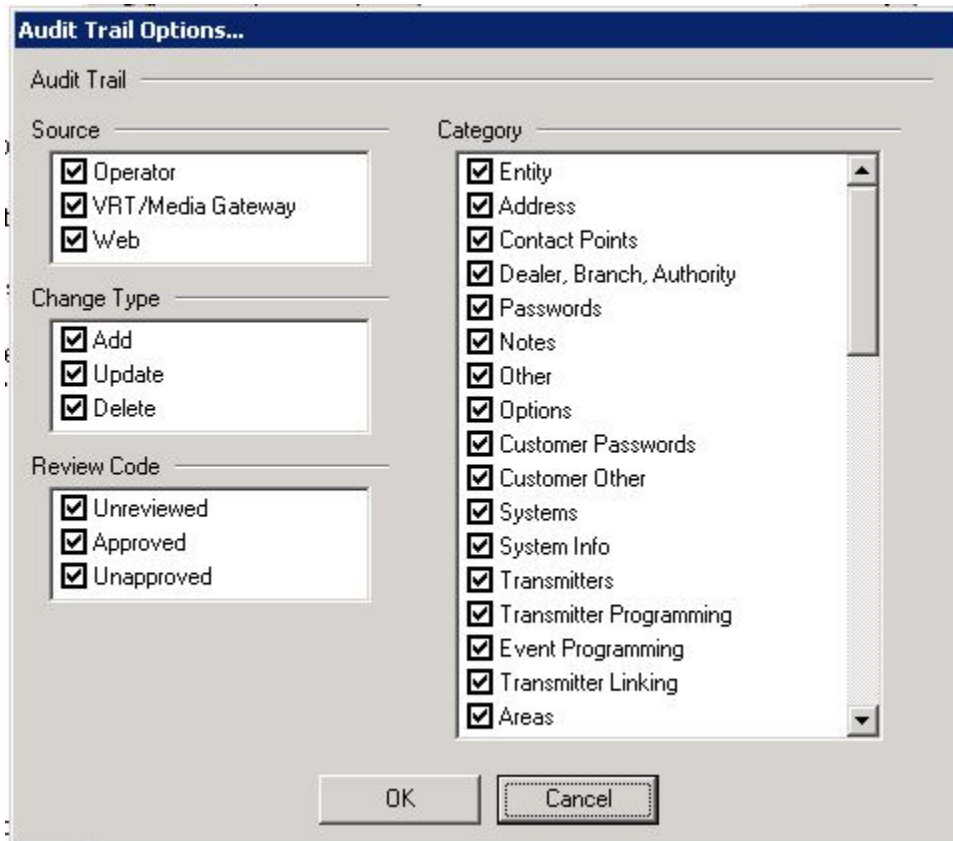 Audit Trail Options...
Audit Trail
Source
Operator
VRT/Media Gateway
Web
Change Type
Add
Update
Delete
Review Code
Unreviewed
Approved
Unapproved
Category
Entity
Address
Contact Points
Dealer, Branch, Authority
Passwords
Notes
Other
Options
Customer Passwords
Customer Other
Systems
System Info
Transmitters
Transmitter Programming
Event Programming
Transmitter Linking
Areas
OK
Cancel